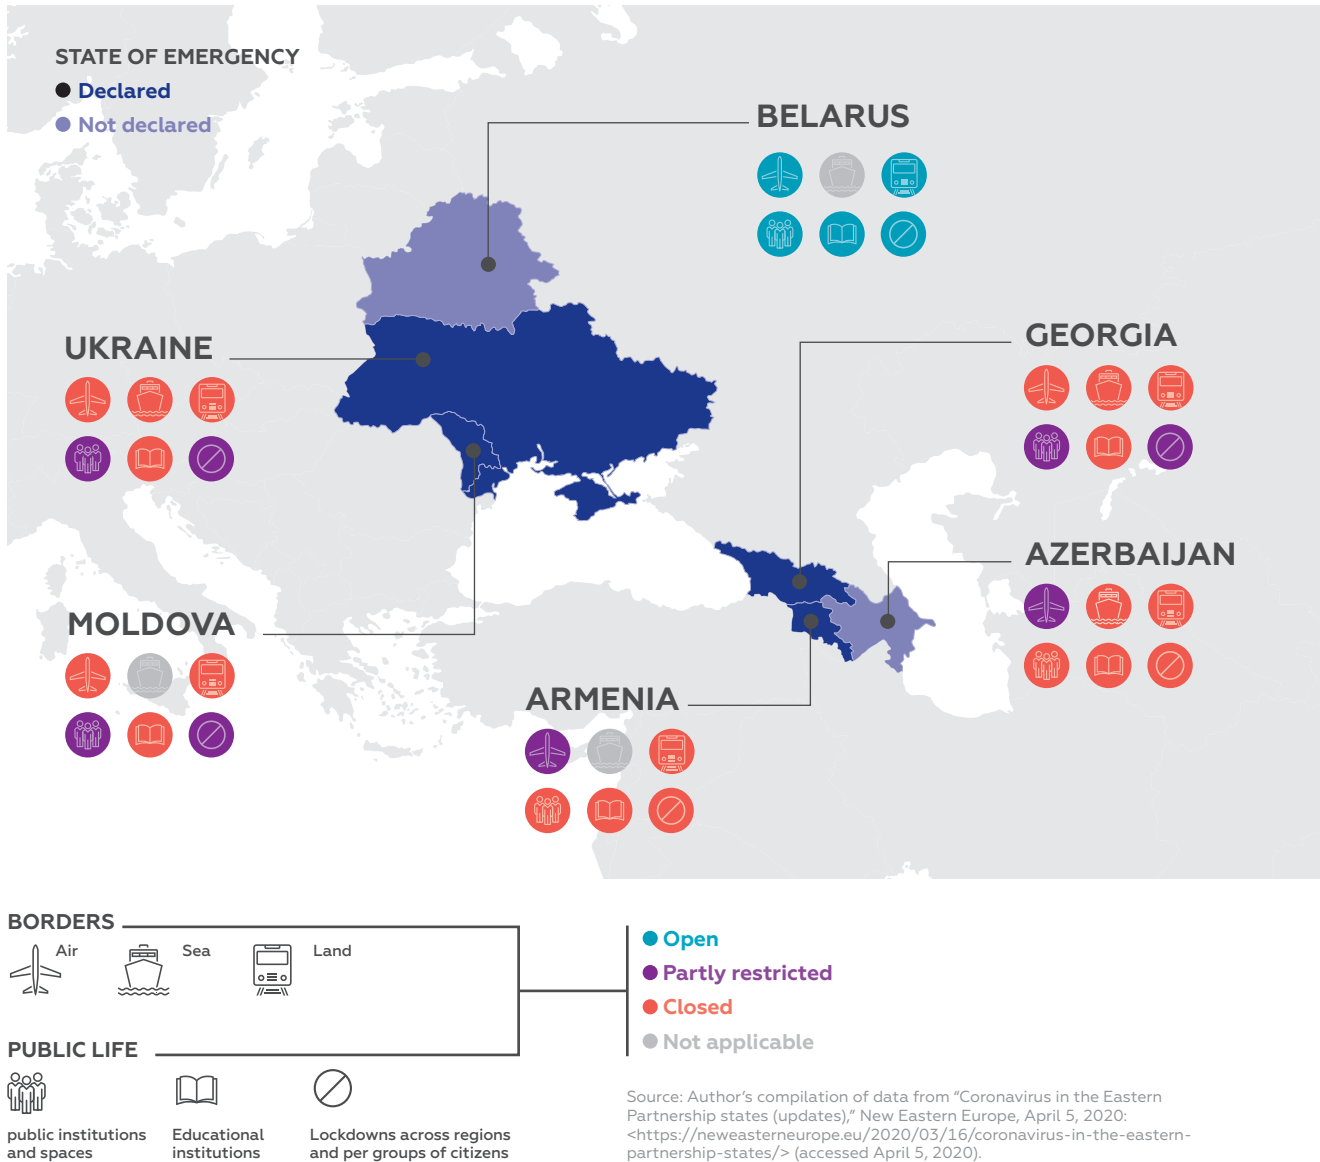 STATE OF EMERGENCY
Declared
Not declared
BELARUS
UKRAINE
GEORGIA
AZERBAIJAN
MOLDOVA
ARMENIA
BORDERS
Air
Sea
Land
Open
Partly restricted
Closed
Not applicable
PUBLIC LIFE
public institutions
and spaces
Educational
institutions
Lockdowns across regions
and per groups of citizens
Source: Author’s compilation of data from “Coronavirus in the Eastern
Partnership states (updates),” New Eastern Europe, April 5, 2020:
<https://neweasterneurope.eu/2020/03/16/coronavirus-in-the-eastern-
partnership-states/> (accessed April 5, 2020).